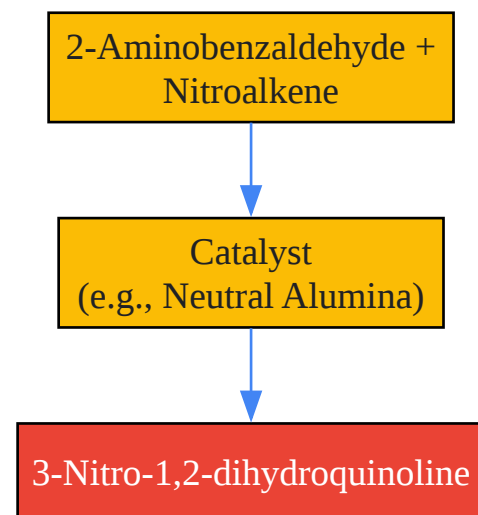 2-Aminobenzaldehyde +
Nitroalkene
Catalyst
(e.g., Neutral Alumina)
3-Nitro-1,2-dihydroquinoline